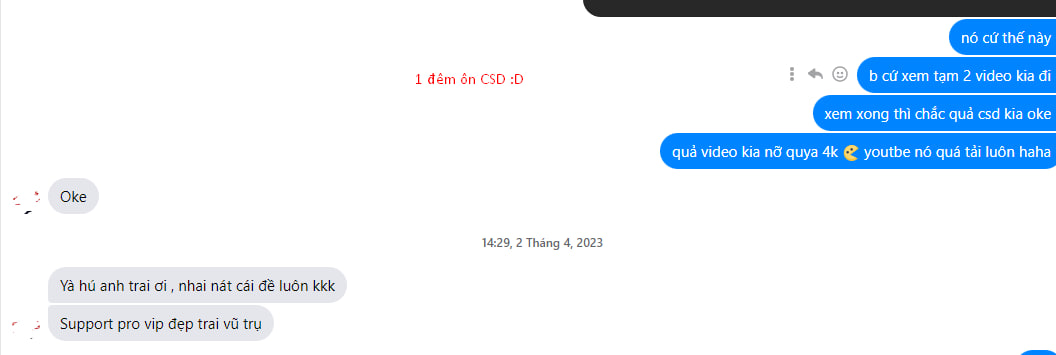 nó cứ thế này
1 đêm ôn CSD :D
b cứ xem tạm 2 video kia đi
xem xong thì chắc quả csd kia oke
quả video kia nỡ quya 4k youtbe nó quá tải luôn haha
Oke
14:29, 2 Tháng 4, 2023
Yà hú anh trai ơi , nhai nát cái đề luôn kkk
Support pro vip đẹp trai vũ trụ